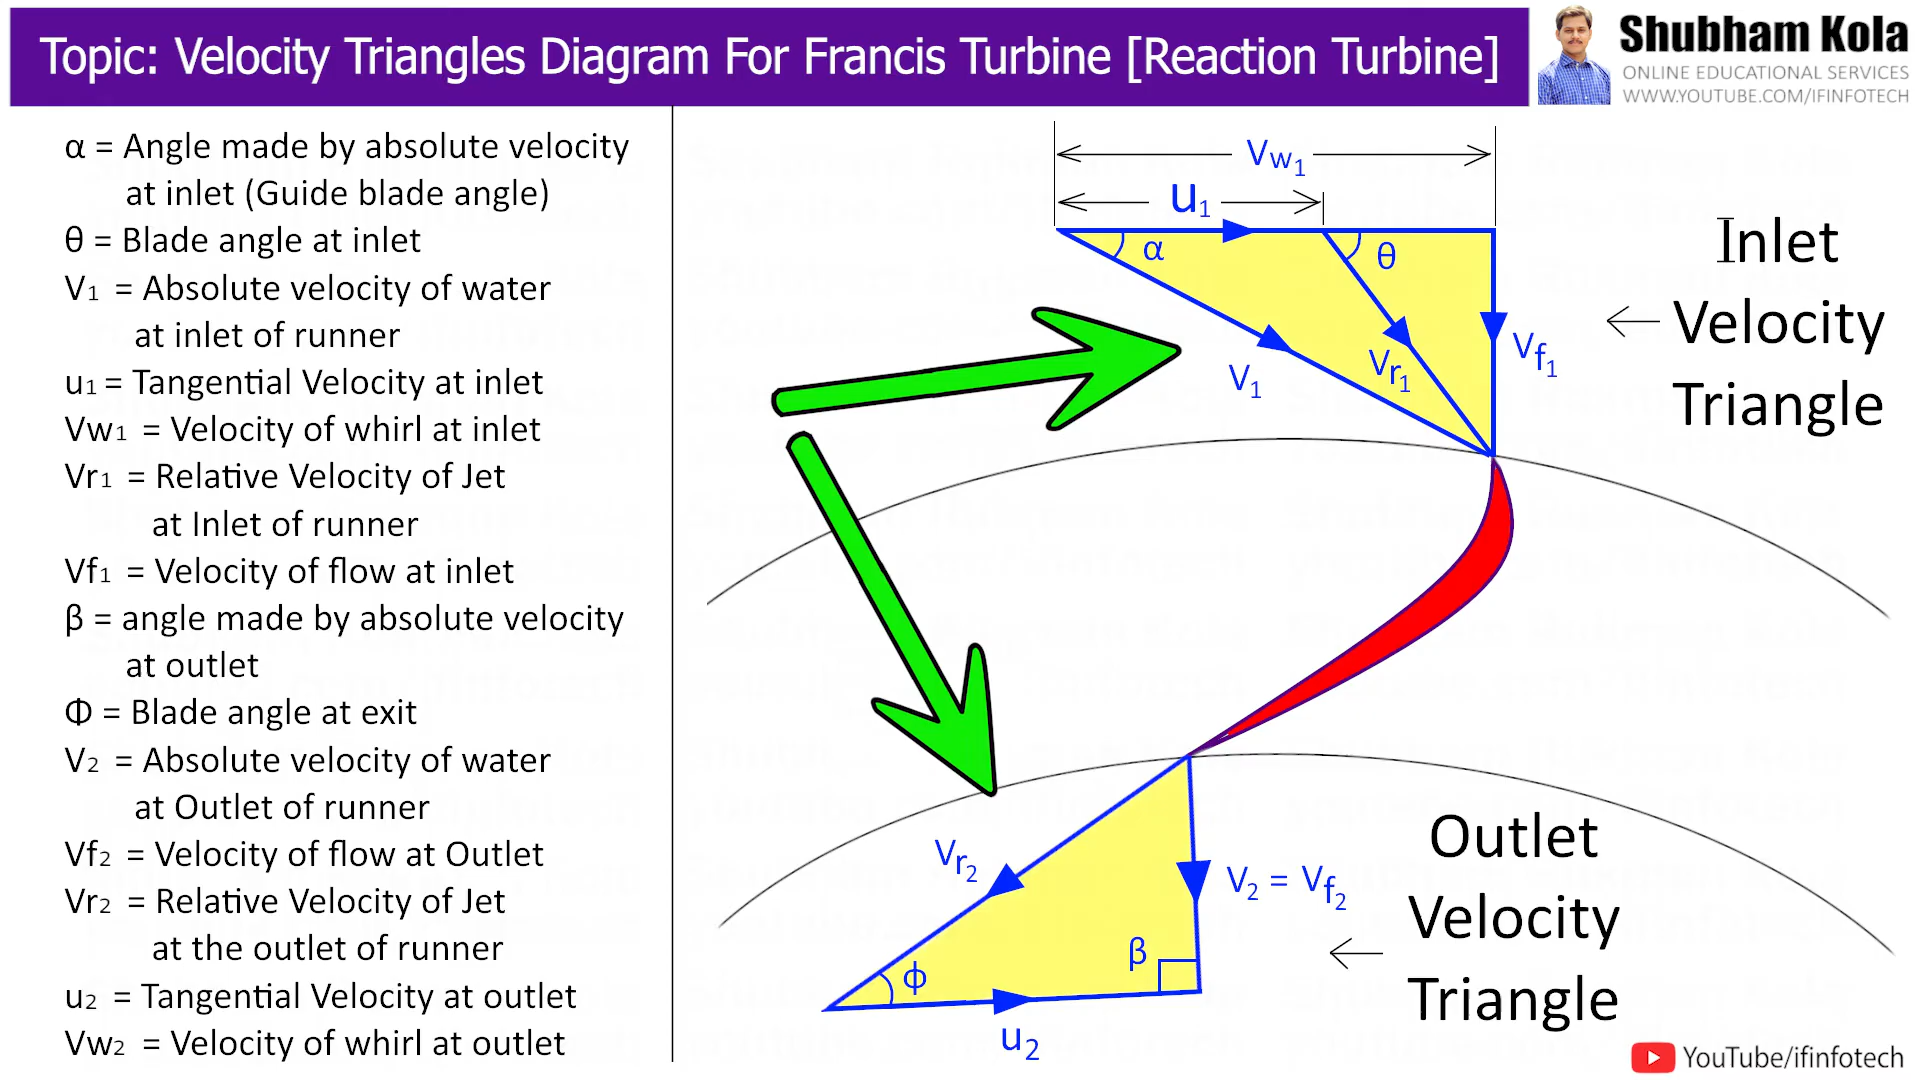 Topic: Velocity Triangles Diagram For Francis Turbine [Reaction Turbine]
Shubham Kola
ONLINE EDUCATIONAL SERVICES
WWW.YOUTUBE.COM/IFINFOTECH
α = Angle made by absolute velocity
at inlet (Guide blade angle)
θ = Blade angle at inlet
V1 = Absolute velocity of water
at inlet of runner
u1 = Tangential Velocity at inlet
Vw1 = Velocity of whirl at inlet
Vr1 = Relative Velocity of Jet
at Inlet of runner
Vf1 = Velocity of flow at inlet
β = angle made by absolute velocity
at outlet
Φ = Blade angle at exit
V2 = Absolute velocity of water
at Outlet of runner
Vf2 = Velocity of flow at Outlet
Vr2 = Relative Velocity of Jet
at the outlet of runner
u2 = Tangential Velocity at outlet
Vw2 = Velocity of whirl at outlet
Vw1
u1
α
θ
V1
Vr1
Vf1
Inlet
Velocity
Triangle
Vr2
V2 = Vf2
β
ϕ
u2
Outlet
Velocity
Triangle
YouTube/ifinfotech